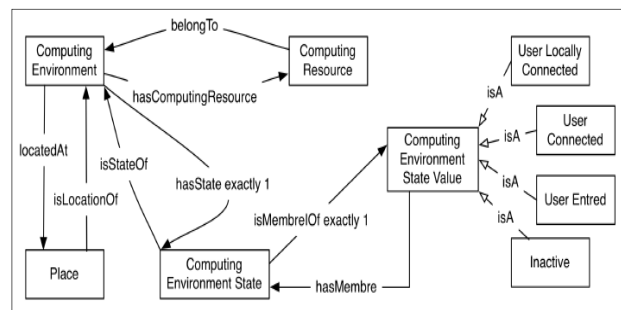 belongTo
Computing
Environment
Computing
Resource
hasComputingResource
User Locally
Connected
isA
User
Connected
isA
Computing
Environment
State Value
locatedAt
isStateOf
hasState exactly 1
isLocationOf
isMembrelOf exactly 1
isA
User Entred
isA
Place
Computing
Environment State
hasMembre
Inactive